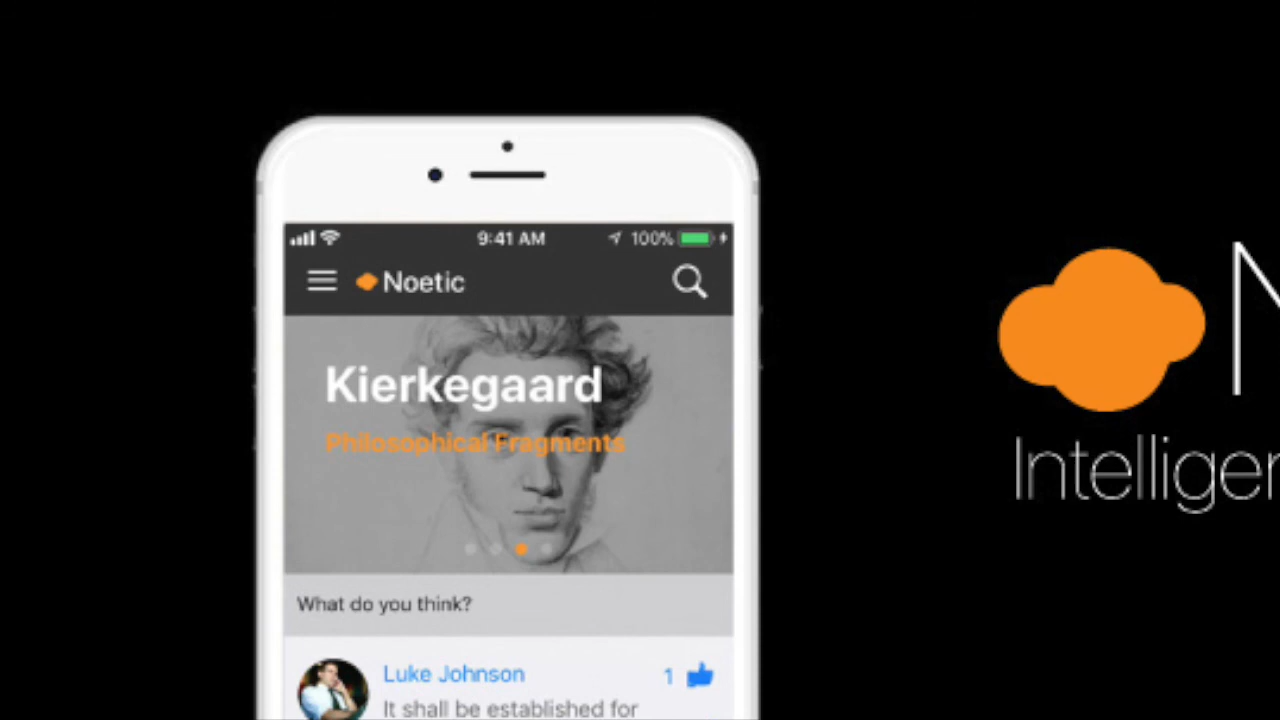 9:41 AM 100%
Noetic
Kierkegaard
Philosophical Fragments
What do you think?
Luke Johnson 1
It shall be established for
N
Intelligen